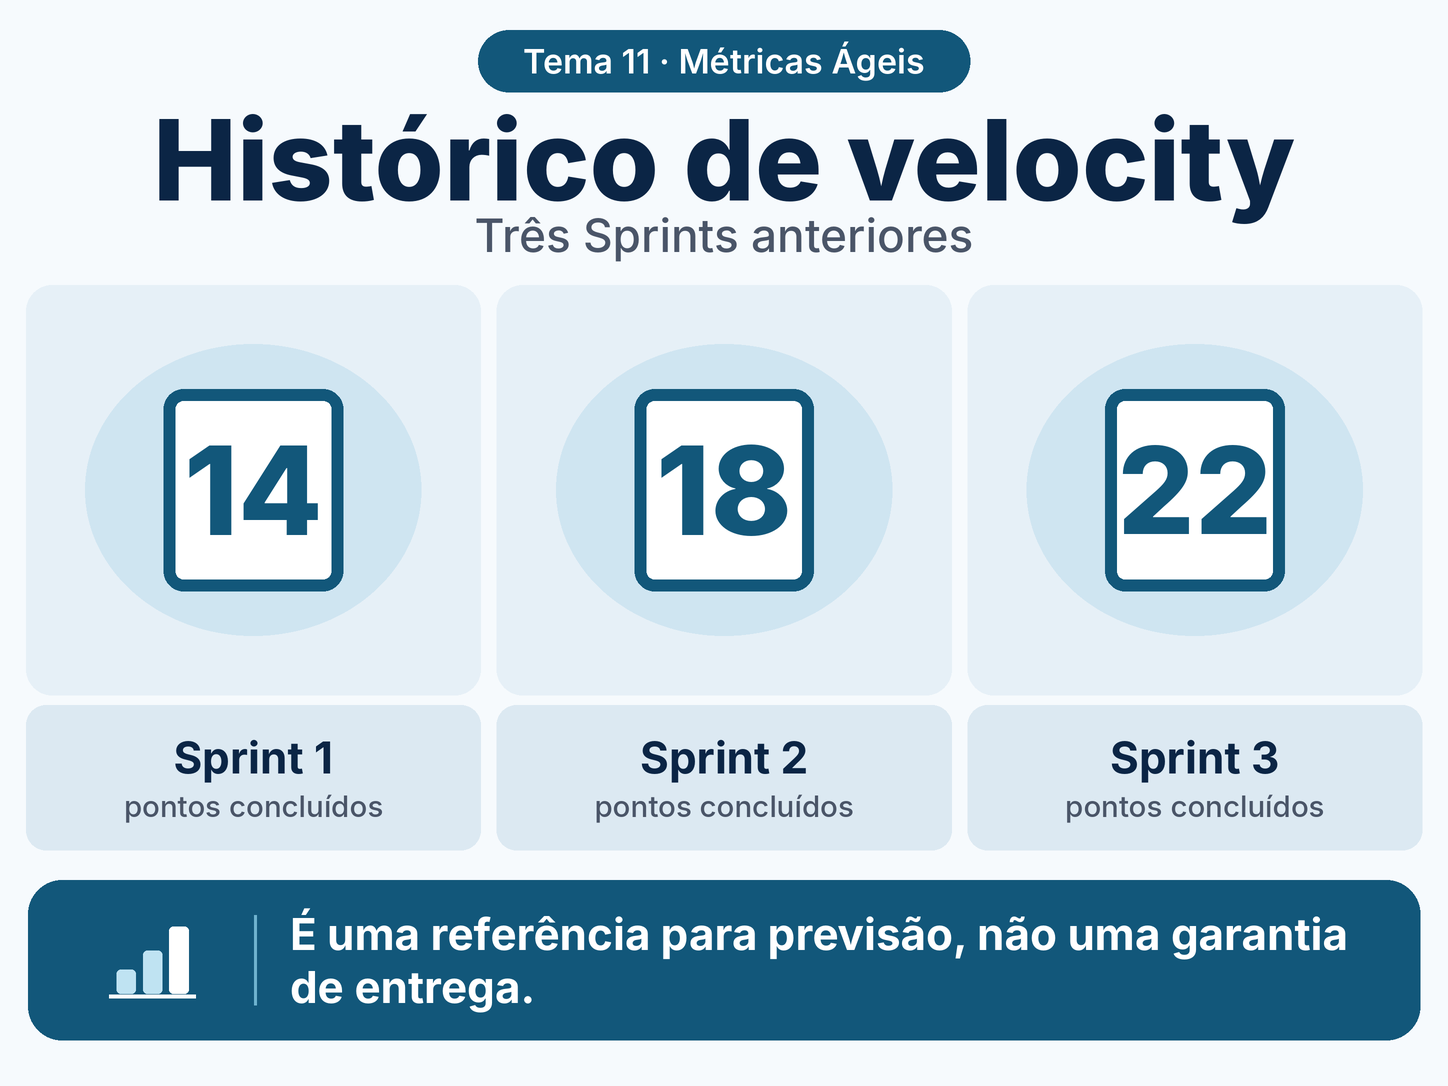 Tema 11 · Métricas Ágeis
Histórico de velocity
Três Sprints anteriores
14
18
22
Sprint 1
pontos concluídos
Sprint 2
pontos concluídos
Sprint 3
pontos concluídos
É uma referência para previsão, não uma garantia
de entrega.